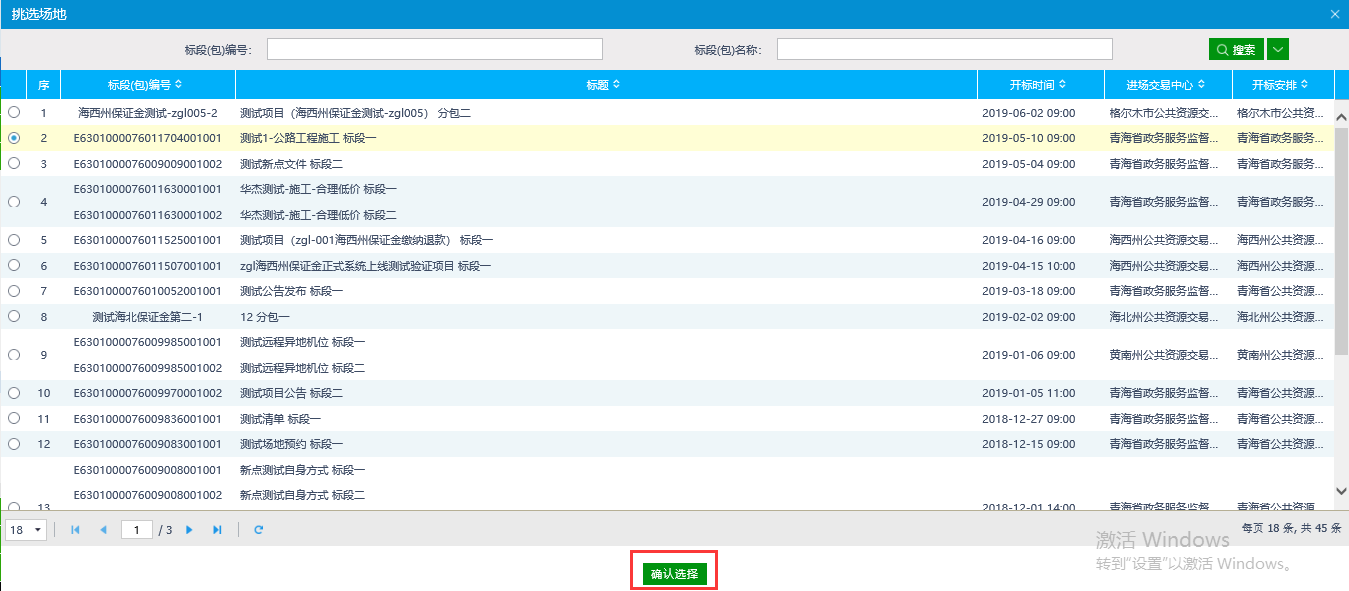 挑选场地
标段(包)编号： 标段(包)名称： 搜索
序 标段(包)编号 标题 开标时间 进场交易中心 开标安排
1 海西州保证金测试-zgl005-2 测试项目（海西州保证金测试-zgl005） 分包二 2019-06-02 09:00 格尔木市公共资源交... 格尔木市公共资...
2 E6301000076011704001001 测试1-公路工程施工 标段一 2019-05-10 09:00 青海省政务服务监督... 青海省政务服务...
3 E6301000076009009001002 测试新点文件 标段二 2019-05-04 09:00 青海省政务服务监督... 青海省政务服务...
E6301000076011630001001 华杰测试-施工-合理低价 标段一
4 2019-04-29 09:00 青海省政务服务监督... 青海省政务服务...
E6301000076011630001002 华杰测试-施工-合理低价 标段二
5 E6301000076011525001001 测试项目（zgl-001海西州保证金缴纳退款） 标段一 2019-04-16 09:00 海西州公共资源交易... 海西州公共资源...
6 E6301000076011507001001 zgl海西州保证金正式系统上线测试验证项目 标段一 2019-04-15 10:00 海西州公共资源交易... 海西州公共资源...
7 E6301000076010052001001 测试公告发布 标段一 2019-03-18 09:00 青海省政务服务监督... 青海省公共资源...
8 测试海北保证金第二-1 12 分包一 2019-02-02 09:00 海北州公共资源交易... 海北州公共资源...
E6301000076009985001001 测试远程异地机位 标段一
9 2019-01-06 09:00 黄南州公共资源交易... 黄南州公共资源...
E6301000076009985001002 测试远程异地机位 标段二
10 E6301000076009970001002 测试项目公告 标段二 2019-01-05 11:00 青海省政务服务监督... 青海省公共资源...
11 E6301000076009836001001 测试清单 标段一 2018-12-27 09:00 青海省政务服务监督... 青海省公共资源...
12 E6301000076009083001001 测试场地预约 标段一 2018-12-15 09:00 青海省政务服务监督... 青海省公共资源...
E6301000076009008001001 新点测试自身方式 标段一
E6301000076009008001002 新点测试自身方式 标段二
13 2018-12-01 14:00 青海省政务服务监督... 青海省公共资源...
18 1 / 3 每页 18 条, 共 45 条
激活 Windows
转到"设置"以激活 Windows。
确认选择